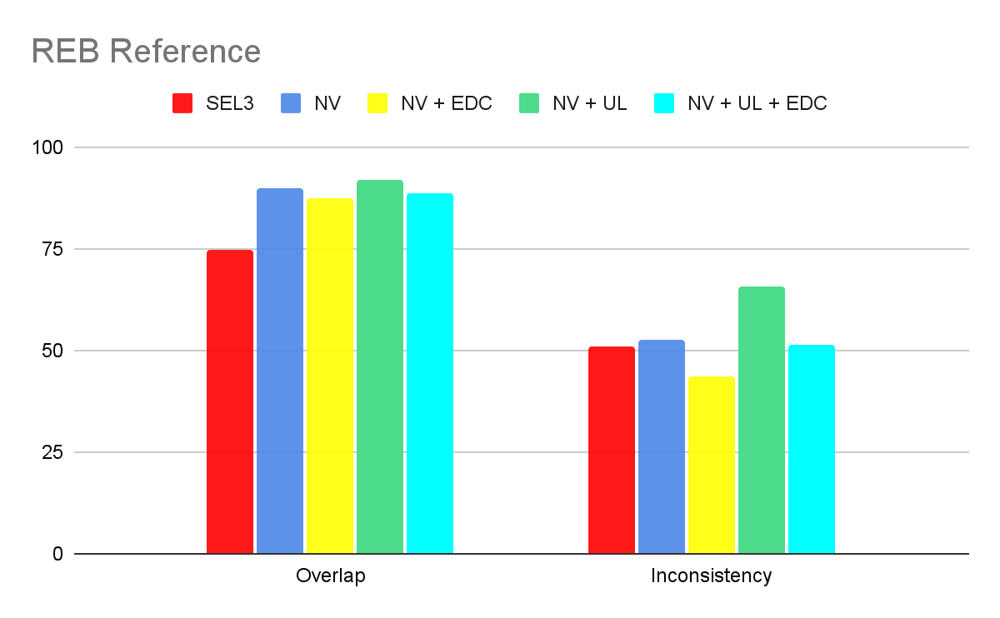 REB Reference
SEL3 NV NV + EDC NV + UL NV + UL + EDC
100
75
50
25
0
Overlap Inconsistency